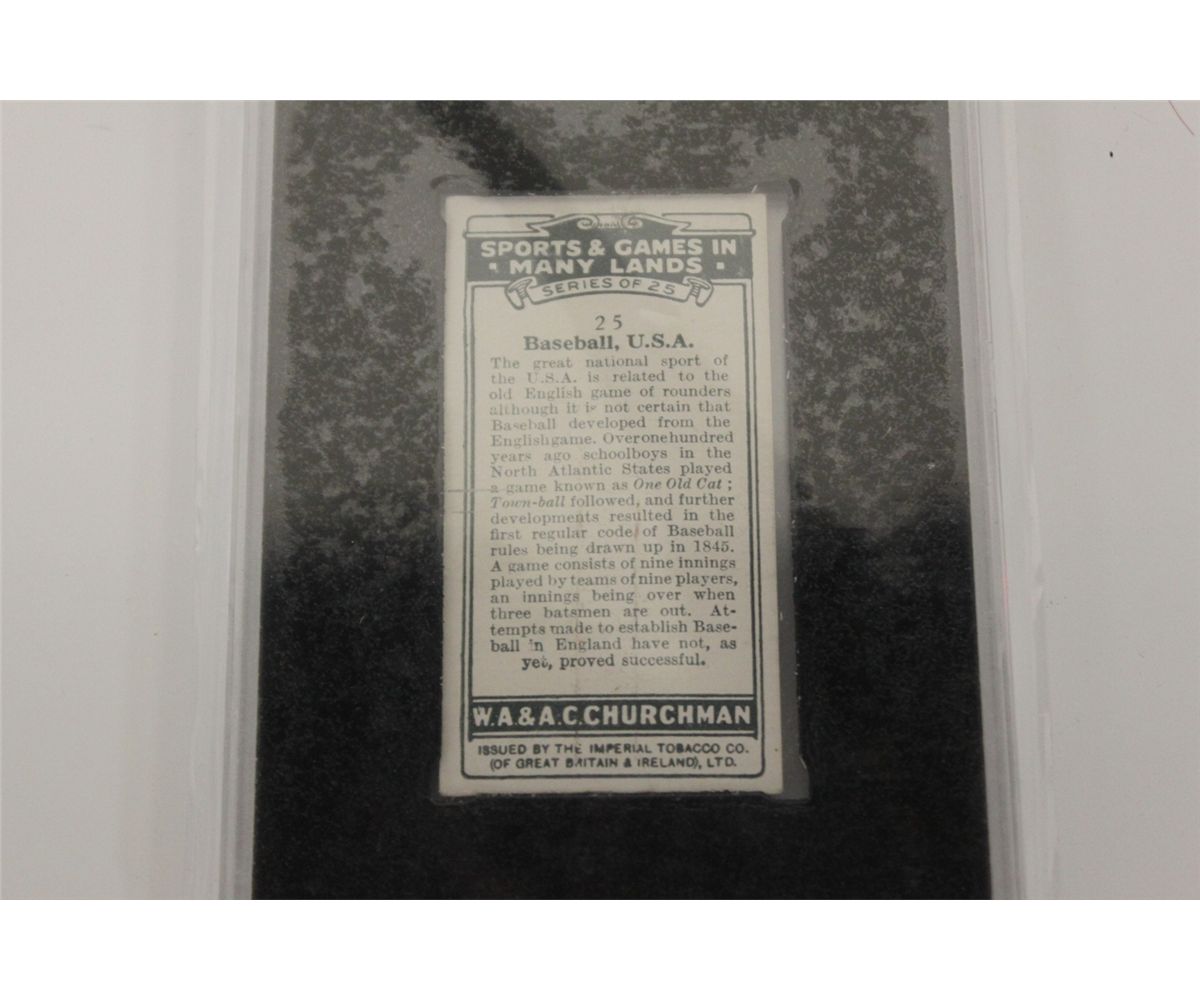 SPORTS & GAMES IN
· MANY LANDS ·
SERIES OF 25
25
Baseball, U.S.A.
The great national sport of
the U.S.A. is related to the
old English game of rounders
although it is not certain that
Baseball developed from the
English game. Over one hundred
years ago schoolboys in the
North Atlantic States played
a game known as One Old Cat ;
Town-ball followed, and further
developments resulted in the
first regular code of Baseball
rules being drawn up in 1845.
A game consists of nine innings
played by teams of nine players,
an innings being over when
three batsmen are out. At-
tempts made to establish Base-
ball in England have not, as
yet, proved successful.
W.A. & A.C. CHURCHMAN
ISSUED BY THE IMPERIAL TOBACCO CO.
(OF GREAT BRITAIN & IRELAND), LTD.